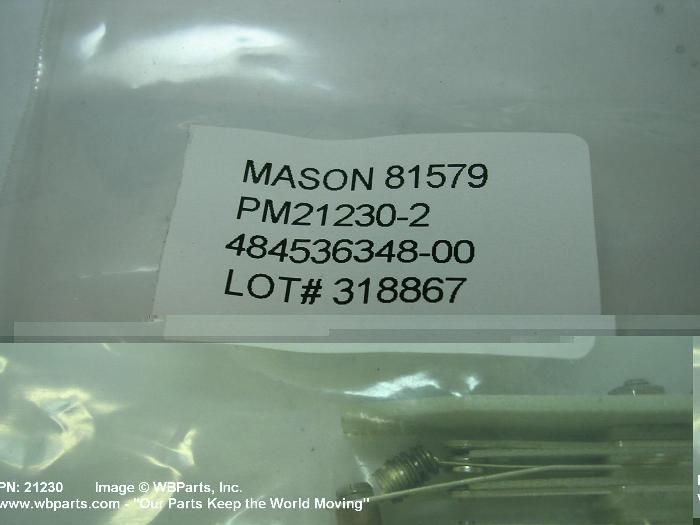 MASON 81579
PM21230-2
484536348-00
LOT# 318867
PN: 21230 Image © WBParts, Inc.
www.wbparts.com - "Our Parts Keep the World Moving"